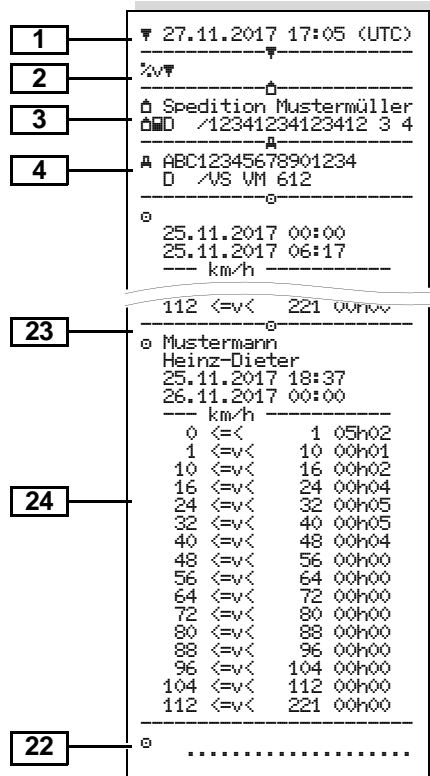 1 ▼ 27.11.2017 17:05 (UTC)
2 %v▼
3 Spedition Mustermüller
D /12341234123412 3 4
4 A ABC12345678901234
D /VS VM 612
25.11.2017 00:00
25.11.2017 06:17
--- km/h -----------
112 <=v< 221 00h00
23
Mustermann
Heinz-Dieter
25.11.2017 18:37
26.11.2017 00:00
--- km/h -----------
0 <=< 1 05h02
1 <=v< 10 00h01
10 <=v< 16 00h02
16 <=v< 24 00h04
24 <=v< 32 00h05
32 <=v< 40 00h05
40 <=v< 48 00h04
24 48 <=v< 56 00h00
56 <=v< 64 00h00
64 <=v< 72 00h00
72 <=v< 80 00h00
80 <=v< 88 00h00
88 <=v< 96 00h00
96 <=v< 104 00h00
104 <=v< 112 00h00
112 <=v< 221 00h00
22 ....................